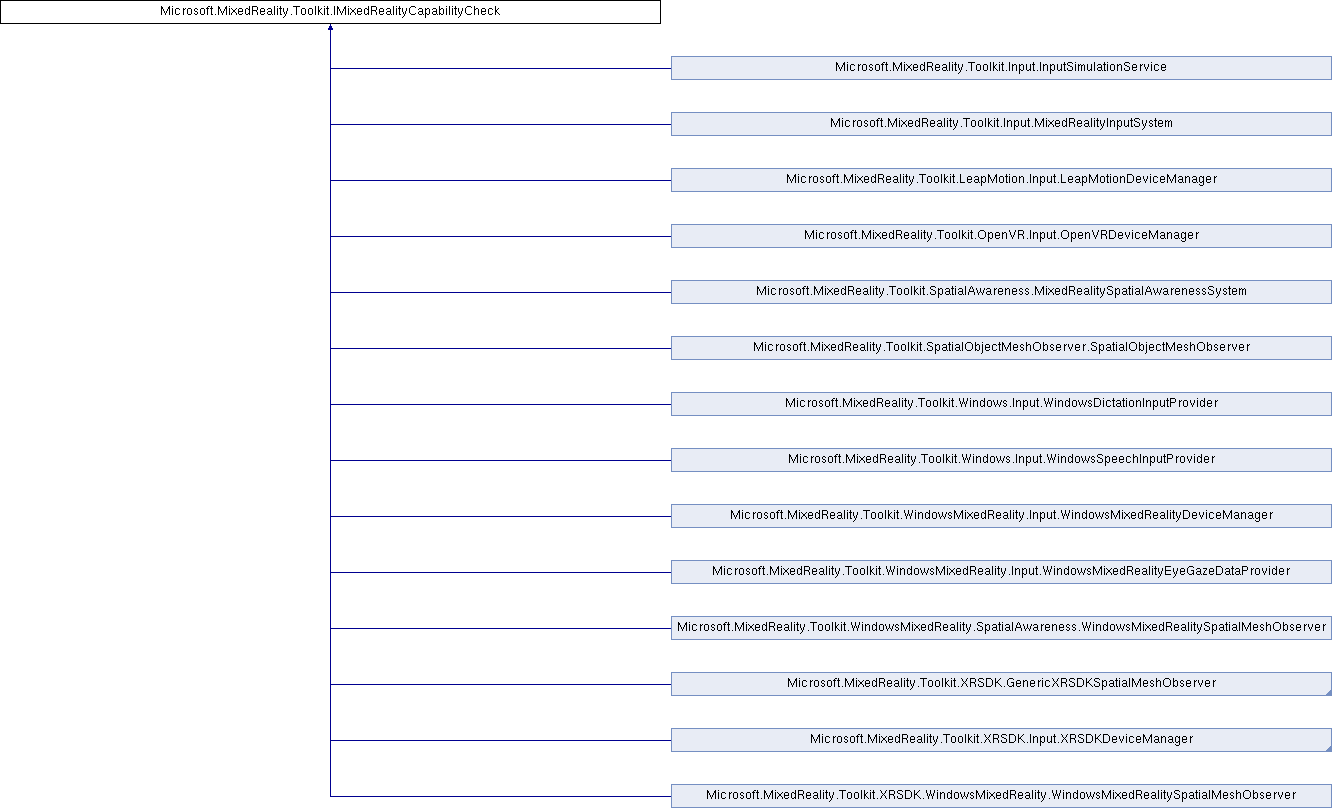 Microsoft.MixedReality.Toolkit.IMixedRealityCapabilityCheck
Microsoft.MixedReality.Toolkit.Input.InputSimulationService
Microsoft.MixedReality.Toolkit.Input.MixedRealityInputSystem
Microsoft.MixedReality.Toolkit.LeapMotion.Input.LeapMotionDeviceManager
Microsoft.MixedReality.Toolkit.OpenVR.Input.OpenVRDeviceManager
Microsoft.MixedReality.Toolkit.SpatialAwareness.MixedRealitySpatialAwarenessSystem
Microsoft.MixedReality.Toolkit.SpatialObjectMeshObserver.SpatialObjectMeshObserver
Microsoft.MixedReality.Toolkit.Windows.Input.WindowsDictationInputProvider
Microsoft.MixedReality.Toolkit.Windows.Input.WindowsSpeechInputProvider
Microsoft.MixedReality.Toolkit.WindowsMixedReality.Input.WindowsMixedRealityDeviceManager
Microsoft.MixedReality.Toolkit.WindowsMixedReality.Input.WindowsMixedRealityEyeGazeDataProvider
Microsoft.MixedReality.Toolkit.WindowsMixedReality.SpatialAwareness.WindowsMixedRealitySpatialMeshObserver
Microsoft.MixedReality.Toolkit.XRSDK.GenericXRSDKSpatialMeshObserver
Microsoft.MixedReality.Toolkit.XRSDK.Input.XRSDKDeviceManager
Microsoft.MixedReality.Toolkit.XRSDK.WindowsMixedReality.WindowsMixedRealitySpatialMeshObserver